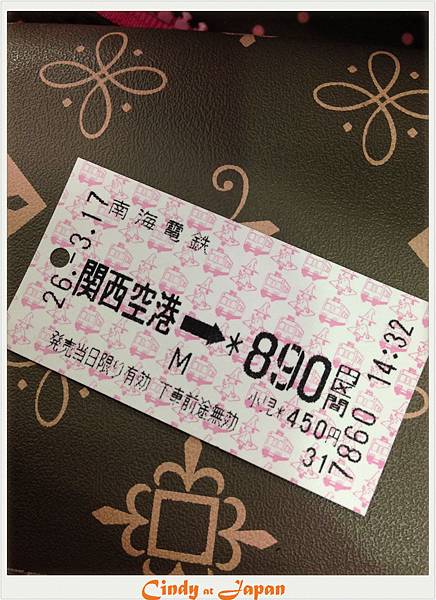 南海電鉄
26.-3.17
関西空港➡*890円区間
M
小児*450円
発売当日限り有効 下車前途無効
317860 14:32
Cindy at Japan